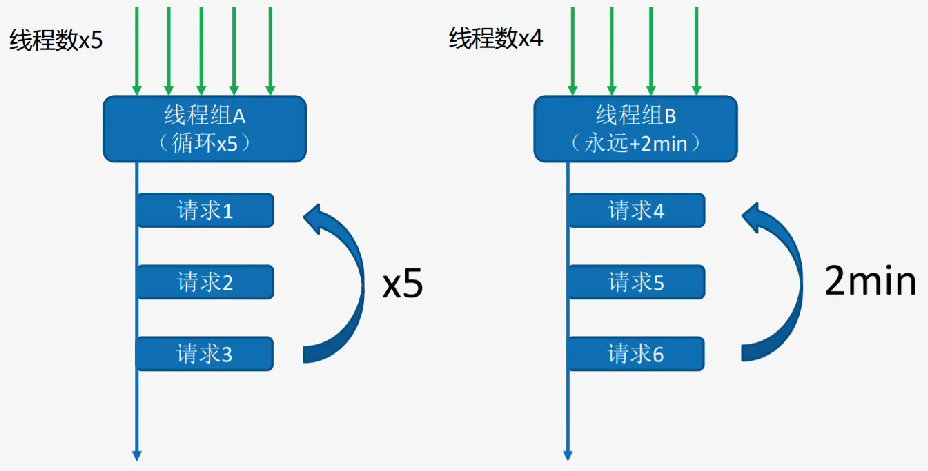 线程数x5
线程组A
（循环x5）
请求1
请求2
请求3
x5
线程数x4
线程组B
（永远+2min）
请求4
请求5
请求6
2min